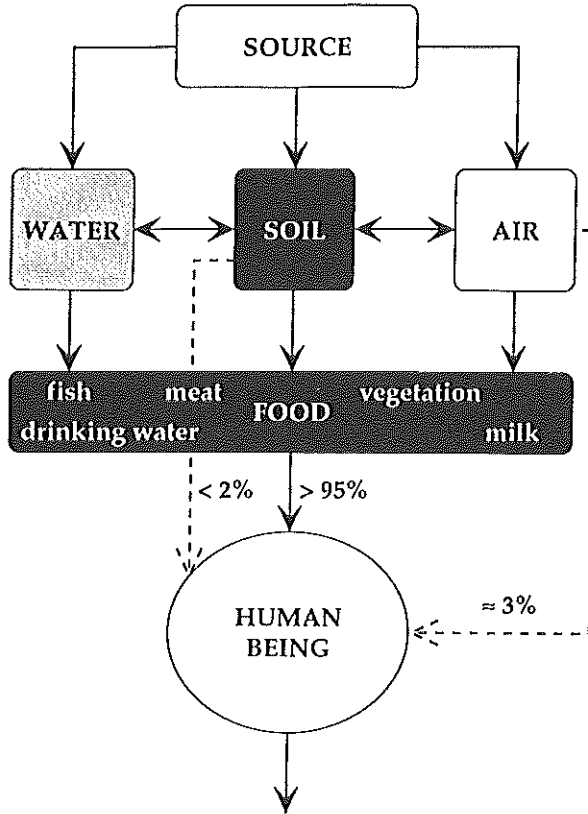 SOURCE
WATER
SOIL
AIR
fish
meat
vegetation
FOOD
drinking water
milk
< 2%
> 95%
≈ 3%
HUMAN
BEING